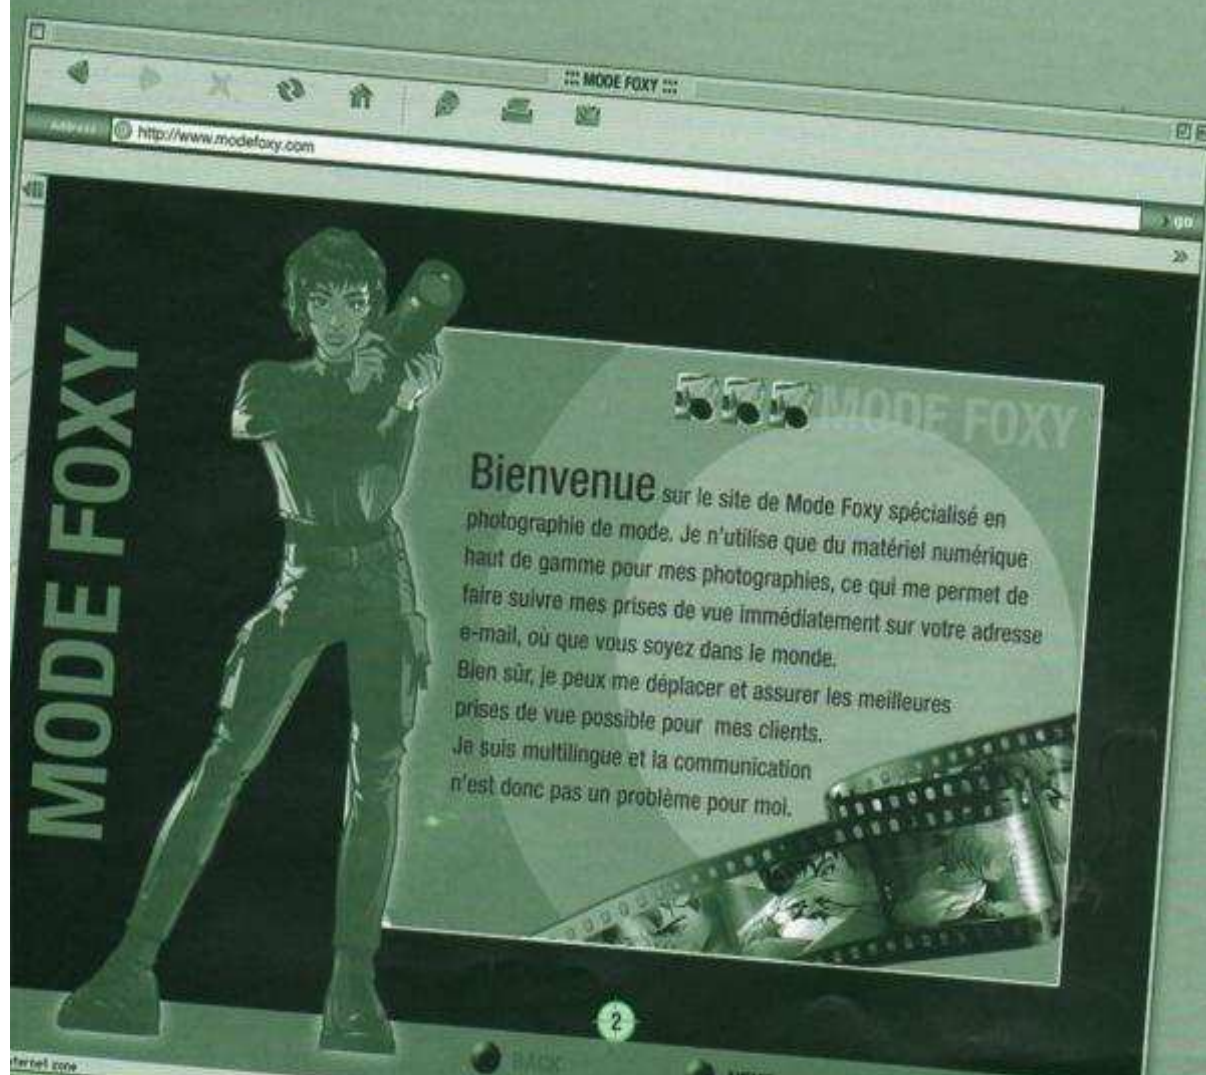 ::: MODE FOXY :::
Address http://www.modefoxy.com
go
MODE FOXY
MODE FOXY
Bienvenue sur le site de Mode Foxy spécialisé en
photographie de mode. Je n'utilise que du matériel numérique
haut de gamme pour mes photographies, ce qui me permet de
faire suivre mes prises de vue immédiatement sur votre adresse
e-mail, où que vous soyez dans le monde.
Bien sûr, je peux me déplacer et assurer les meilleures
prises de vue possible pour mes clients.
Je suis multilingue et la communication
n'est donc pas un problème pour moi.
2
BACK
ternet zone